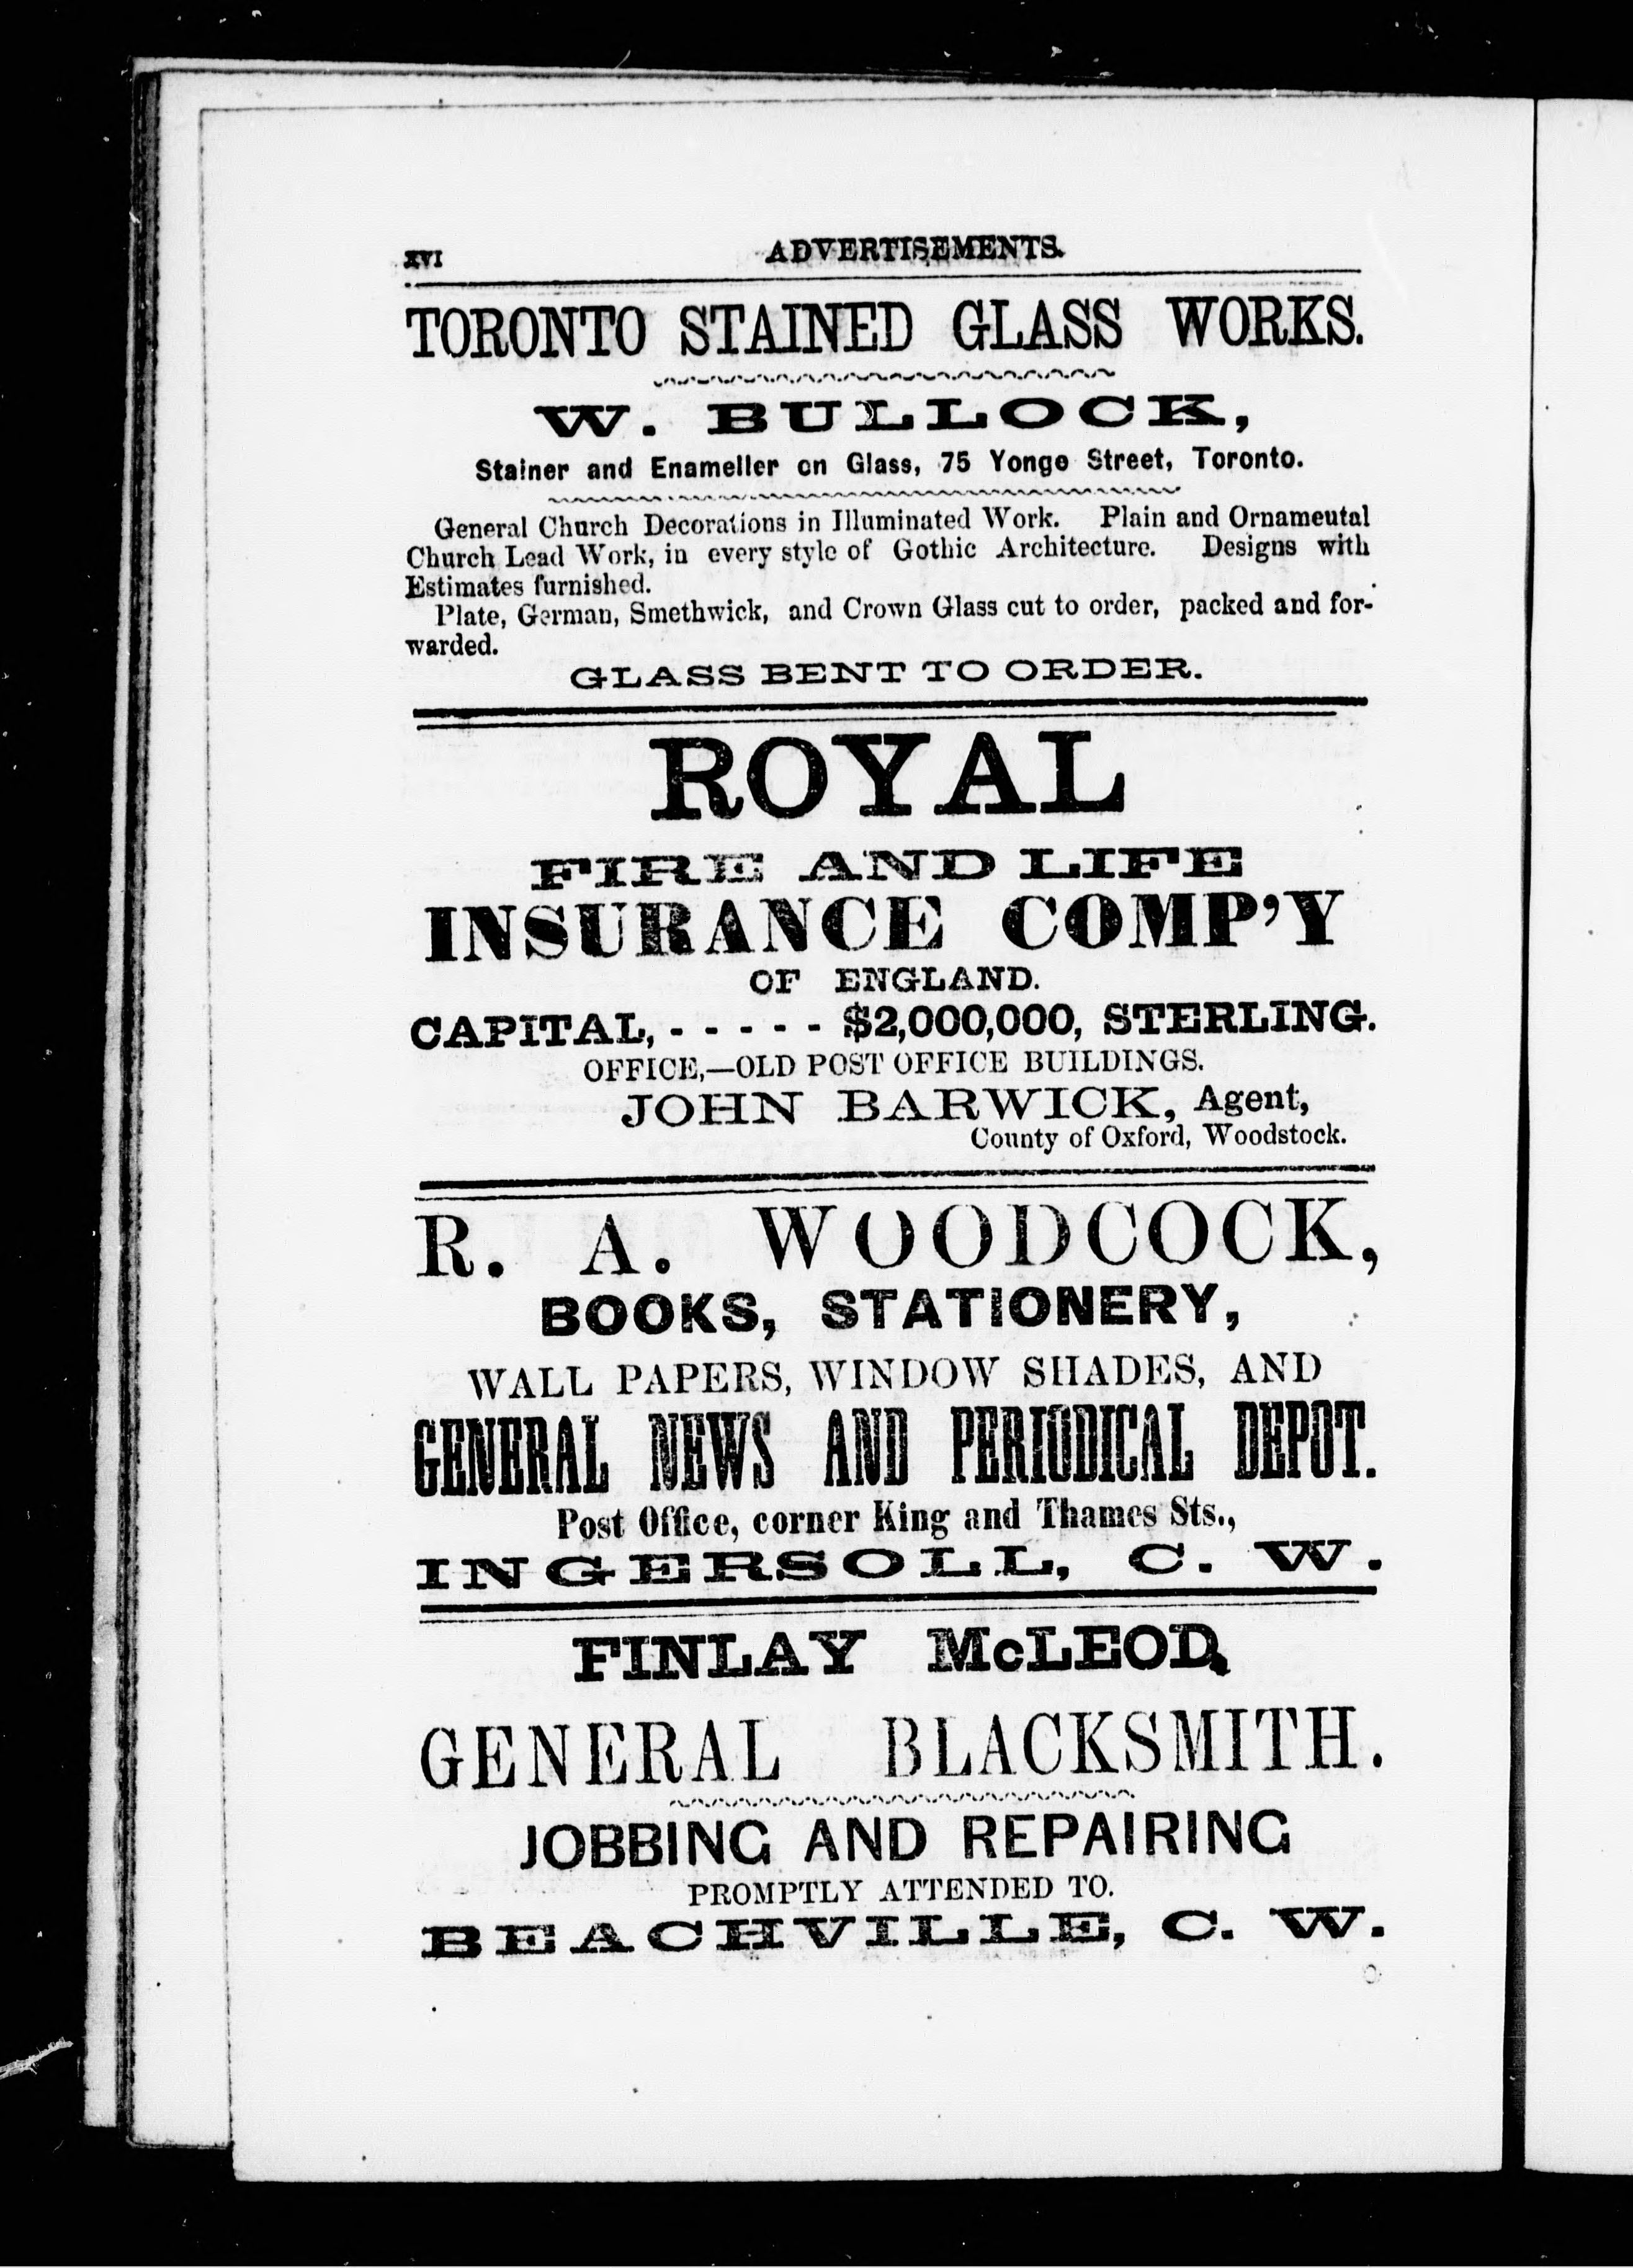 XVI ADVERTISEMENTS.
TORONTO STAINED GLASS WORKS.
W. BULLOCK,
Stainer and Enameller on Glass, 75 Yonge Street, Toronto.
General Church Decorations in Illuminated Work. Plain and Ornameutal
Church Lead Work, in every style of Gothic Architecture. Designs with
Estimates furnished.
Plate, German, Smethwick, and Crown Glass cut to order, packed and for-
warded.
GLASS BENT TO ORDER.
ROYAL
FIRE AND LIFE
INSURANCE COMP'Y
OF ENGLAND.
CAPITAL, - - - - - $2,000,000, STERLING.
OFFICE,—OLD POST OFFICE BUILDINGS.
JOHN BARWICK, Agent,
County of Oxford, Woodstock.
R. A. WOODCOCK,
BOOKS, STATIONERY,
WALL PAPERS, WINDOW SHADES, AND
GENERAL NEWS AND PERIODICAL DEPOT.
Post Office, corner King and Thames Sts.,
INGERSOLL, C. W.
FINLAY McLEOD,
GENERAL BLACKSMITH.
JOBBING AND REPAIRING
PROMPTLY ATTENDED TO.
BEACHVILLE, C. W.